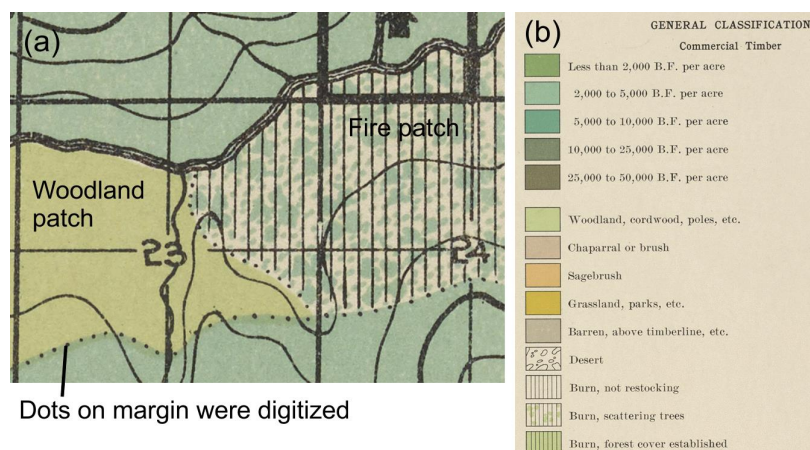 (a)
Fire patch
Woodland
patch
23
24
Dots on margin were digitized
(b)
GENERAL CLASSIFICATION
Commercial Timber
Less than 2,000 B.F. per acre
2,000 to 5,000 B.F. per acre
5,000 to 10,000 B.F. per acre
10,000 to 25,000 B.F. per acre
25,000 to 50,000 B.F. per acre
Woodland, cordwood, poles, etc.
Chaparral or brush
Sagebrush
Grassland, parks, etc.
Barren, above timberline, etc.
Desert
Burn, not restocking
Burn, scattering trees
Burn, forest cover established